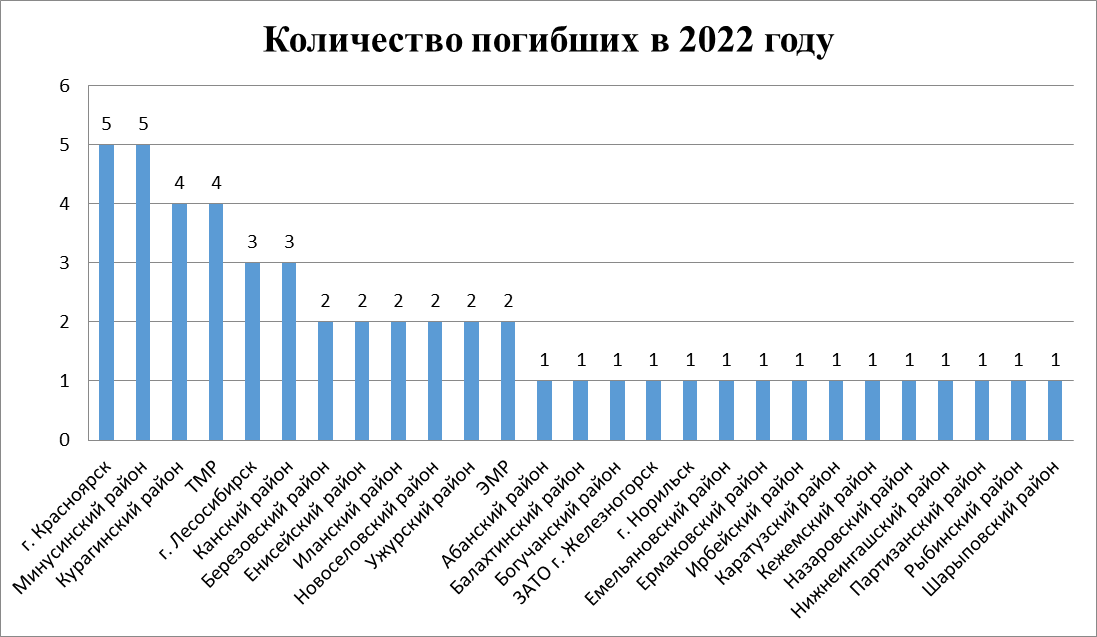 Количество погибших в 2022 году
6
5
4
3
2
1
0
5 5 4 4 3 3 2 2 2 2 2 2 1 1 1 1 1 1 1 1 1 1 1 1 1 1 1
г. Красноярск
Минусинский район
Курагинский район
ТМР
г. Лесосибирск
Канский район
Березовский район
Енисейский район
Иланский район
Новоселовский район
Ужурский район
ЭМР
Абанский район
Балахтинский район
Богучанский район
ЗАТО г. Железногорск
г. Норильск
Емельяновский район
Ермаковский район
Ирбейский район
Каратузский район
Кежемский район
Назаровский район
Нижнеингашский район
Партизанский район
Рыбинский район
Шарыповский район